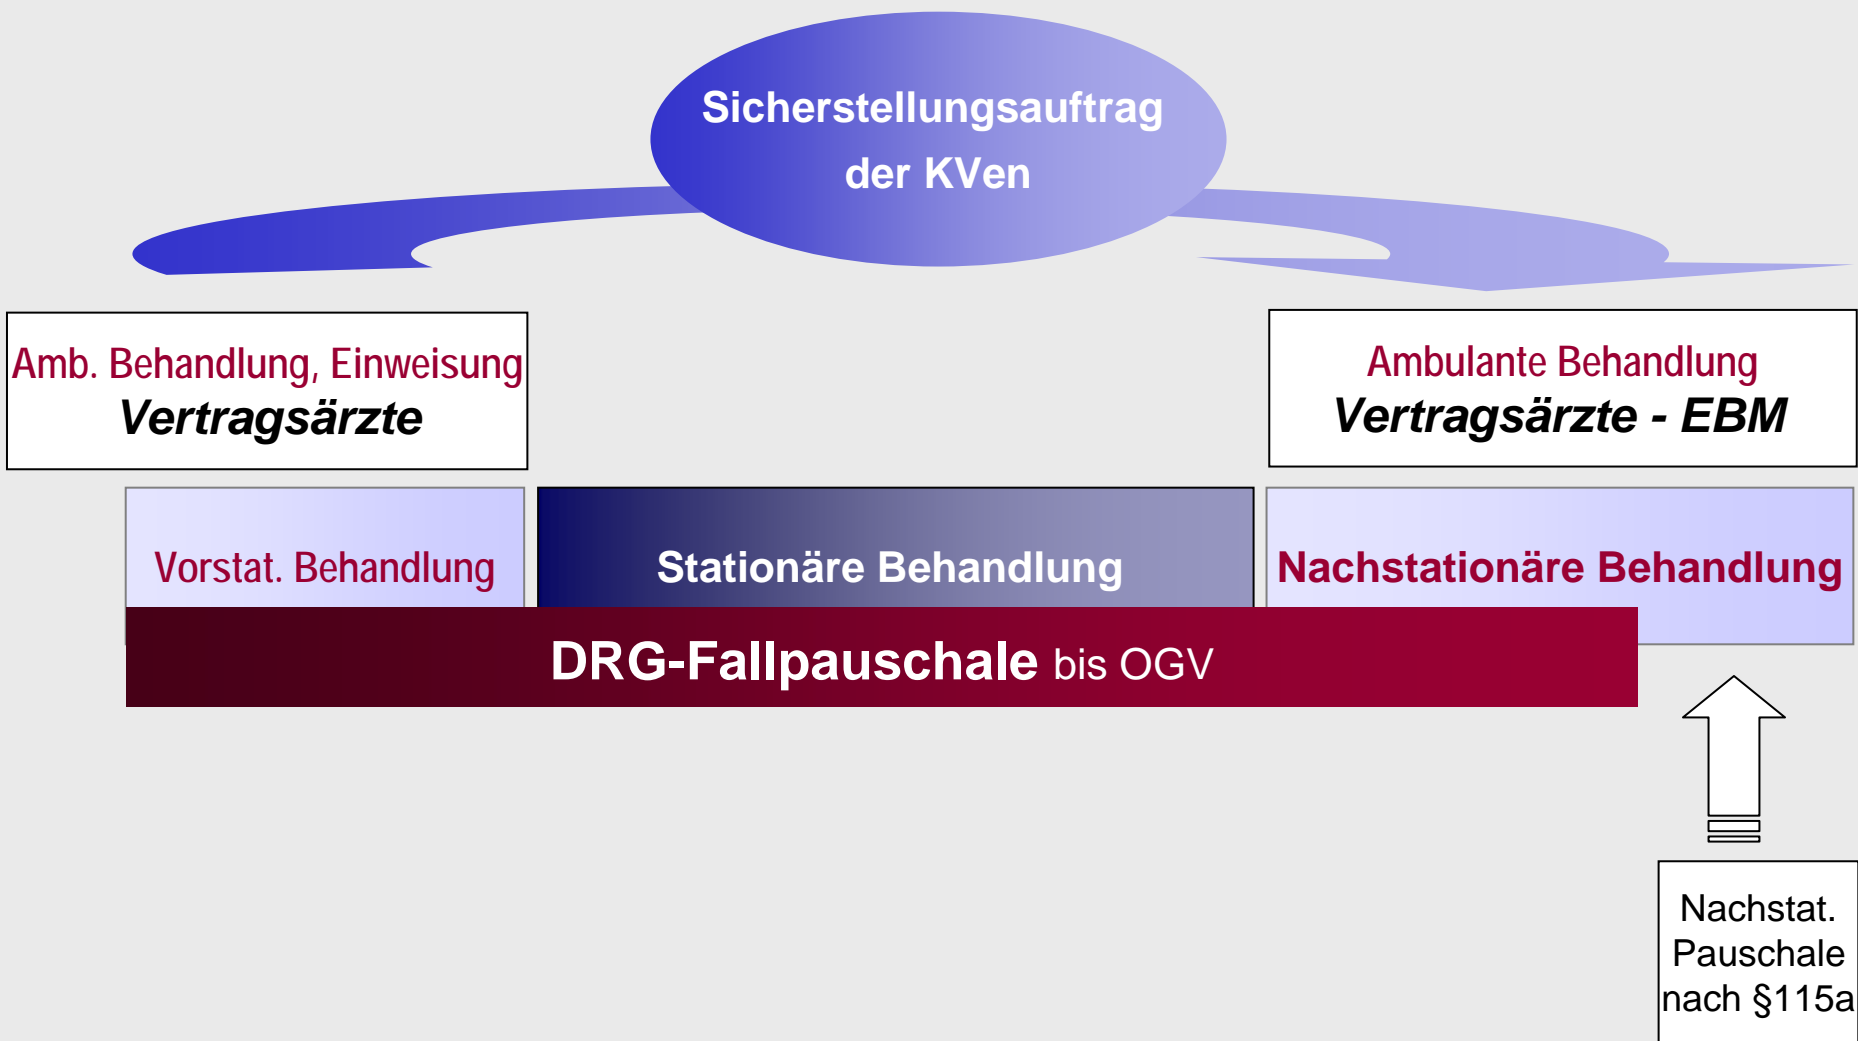 Sicherstellungsauftrag
der KVen
Amb. Behandlung, Einweisung
Vertragsärzte
Ambulante Behandlung
Vertragsärzte - EBM
Vorstat. Behandlung
Stationäre Behandlung
Nachstationäre Behandlung
DRG-Fallpauschale bis OGV
Nachstat.
Pauschale
nach §115a